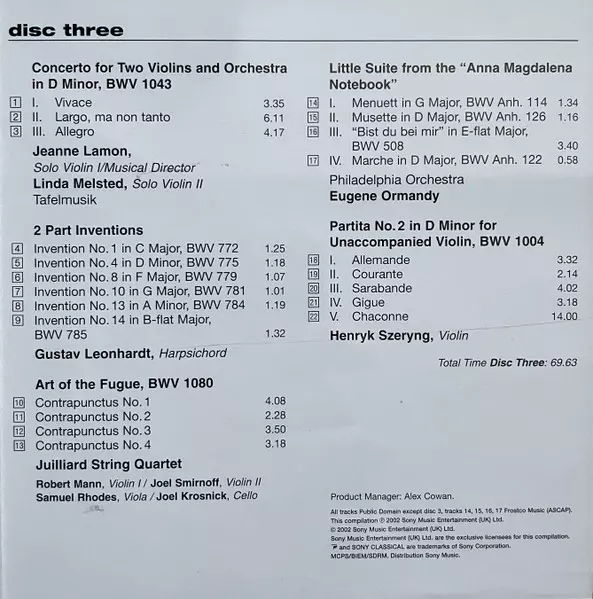 disc three
Concerto for Two Violins and Orchestra
in D Minor, BWV 1043
1 I. Vivace 3.35
2 II. Largo, ma non tanto 6.11
3 III. Allegro 4.17
Jeanne Lamon,
Solo Violin I/Musical Director
Linda Melsted, Solo Violin II
Tafelmusik
2 Part Inventions
4 Invention No. 1 in C Major, BWV 772 1.25
5 Invention No. 4 in D Minor, BWV 775 1.18
6 Invention No. 8 in F Major, BWV 779 1.07
7 Invention No. 10 in G Major, BWV 781 1.01
8 Invention No. 13 in A Minor, BWV 784 1.19
9 Invention No. 14 in B-flat Major,
BWV 785 1.32
Gustav Leonhardt, Harpsichord
Art of the Fugue, BWV 1080
10 Contrapunctus No. 1 4.08
11 Contrapunctus No. 2 2.28
12 Contrapunctus No. 3 3.50
13 Contrapunctus No. 4 3.18
Juilliard String Quartet
Robert Mann, Violin I / Joel Smirnoff, Violin II
Samuel Rhodes, Viola / Joel Krosnick, Cello
Little Suite from the “Anna Magdalena
Notebook”
14 I. Menuett in G Major, BWV Anh. 114 1.34
15 II. Musette in D Major, BWV Anh. 126 1.16
16 III. “Bist du bei mir” in E-flat Major,
BWV 508 3.40
17 IV. Marche in D Major, BWV Anh. 122 0.58
Philadelphia Orchestra
Eugene Ormandy
Partita No. 2 in D Minor for
Unaccompanied Violin, BWV 1004
18 I. Allemande 3.32
19 II. Courante 2.14
20 III. Sarabande 4.02
21 IV. Gigue 3.18
22 V. Chaconne 14.00
Henryk Szeryng, Violin
Total Time Disc Three: 69.63
Product Manager: Alex Cowan.
All tracks Public Domain except disc 3, tracks 14, 15, 16, 17 Frostco Music (ASCAP).
This compilation ℗ 2002 Sony Music Entertainment (UK) Ltd.
© 2002 Sony Music Entertainment (UK) Ltd.
Sony Music Entertainment (UK) Ltd. are the exclusive licensees for this compilation.
and SONY CLASSICAL are trademarks of Sony Corporation.
MCPS/BIEM/SDRM. Distribution Sony Music.